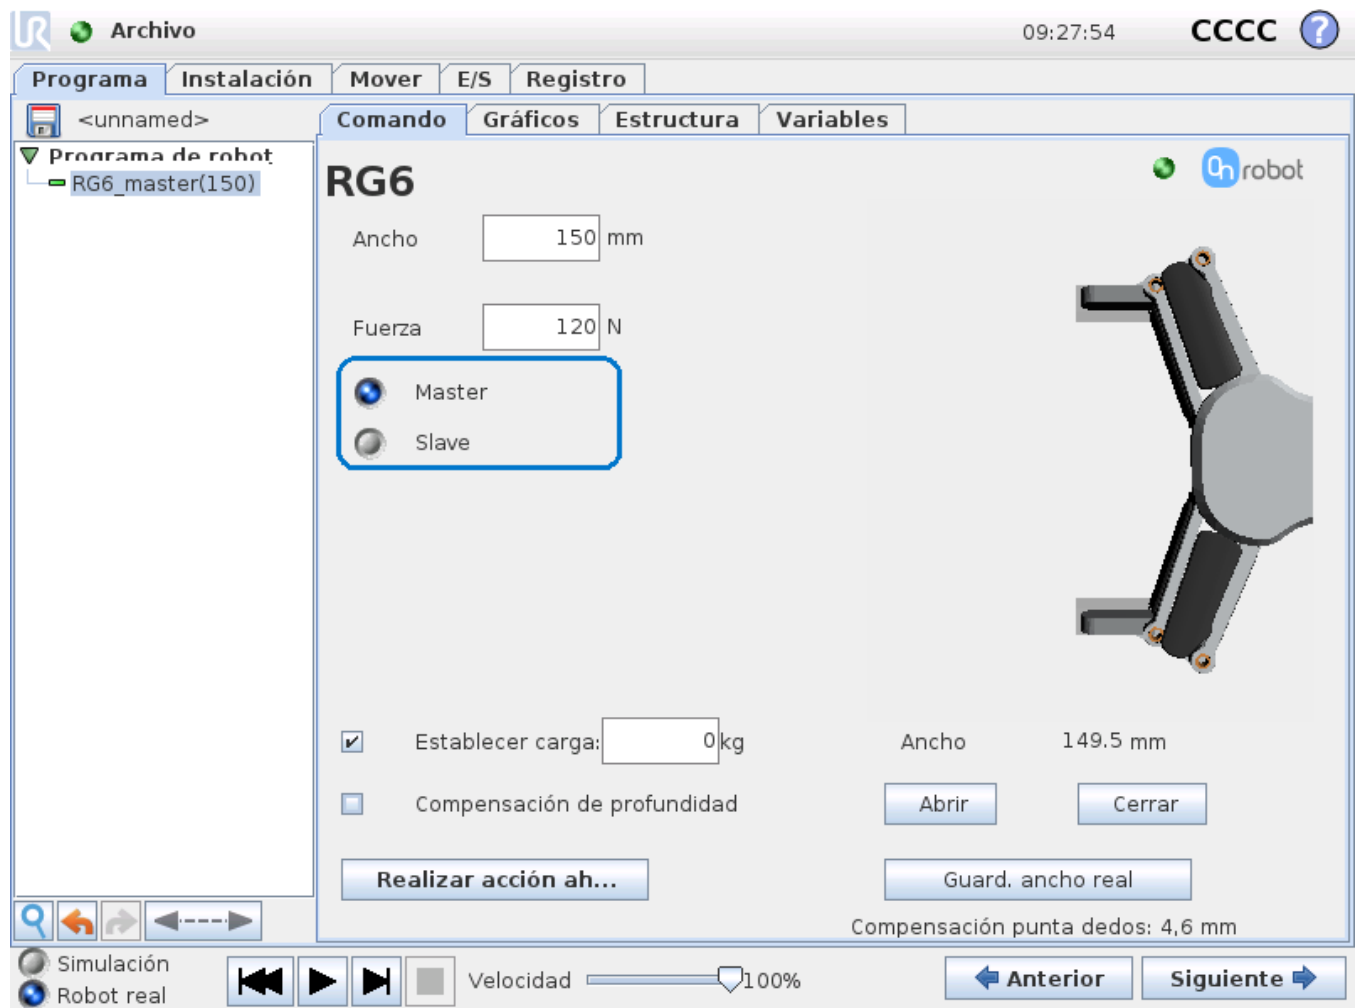 Archivo
09:27:54 CCCC ?
Programa Instalación Mover E/S Registro
<unnamed>
Comando Gráficos Estructura Variables
Programa de robot
RG6_master(150)
RG6
On robot
Ancho 150 mm
Fuerza 120 N
Master
Slave
Establecer carga: 0 kg
Ancho 149.5 mm
Compensación de profundidad
Abrir Cerrar
Realizar acción ah...
Guard. ancho real
Compensación punta dedos: 4,6 mm
Simulación
Robot real
Velocidad 100%
Anterior Siguiente